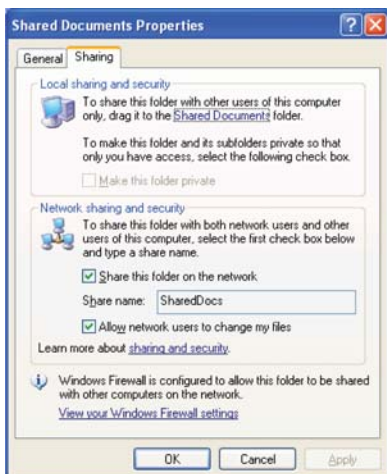 Shared Documents Properties
General Sharing
Local sharing and security
To share this folder with other users of this computer
only, drag it to the Shared Documents folder.
To make this folder and its subfolders private so that
only you have access, select the following check box.
Make this folder private
Network sharing and security
To share this folder with both network users and other
users of this computer, select the first check box below
and type a share name.
Share this folder on the network
Share name: SharedDocs
Allow network users to change my files
Learn more about sharing and security.
Windows Firewall is configured to allow this folder to be shared
with other computers on the network.
View your Windows Firewall settings
OK Cancel Apply